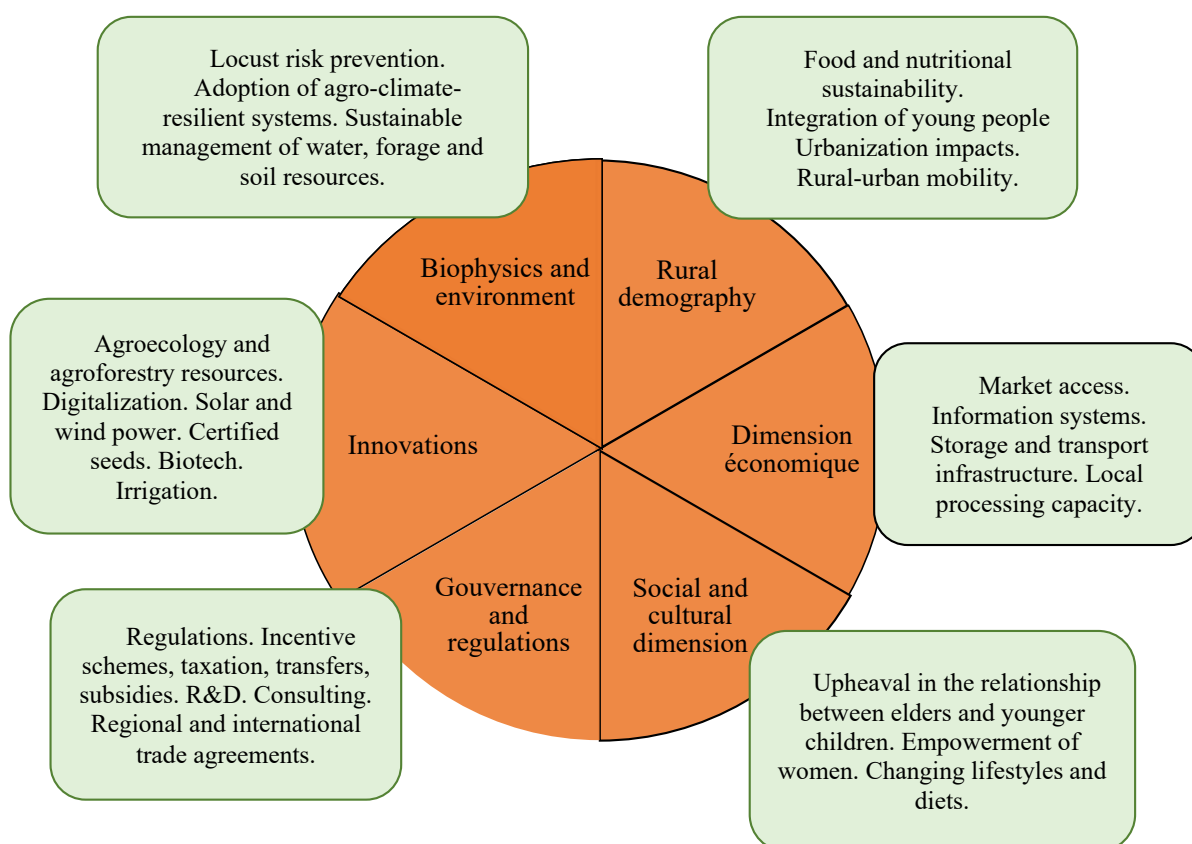 Locust risk prevention.
Adoption of agro-climate-
resilient systems. Sustainable
management of water, forage and
soil resources.
Food and nutritional
sustainability.
Integration of young people
Urbanization impacts.
Rural-urban mobility.
Biophysics and
environment
Rural
demography
Agroecology and
agroforestry resources.
Digitalization. Solar and
wind power. Certified
seeds. Biotech.
Irrigation.
Innovations
Dimension
économique
Market access.
Information systems.
Storage and transport
infrastructure. Local
processing capacity.
Gouvernance
and
regulations
Social and
cultural
dimension
Regulations. Incentive
schemes, taxation, transfers,
subsidies. R&D. Consulting.
Regional and international
trade agreements.
Upheaval in the relationship
between elders and younger
children. Empowerment of
women. Changing lifestyles and
diets.